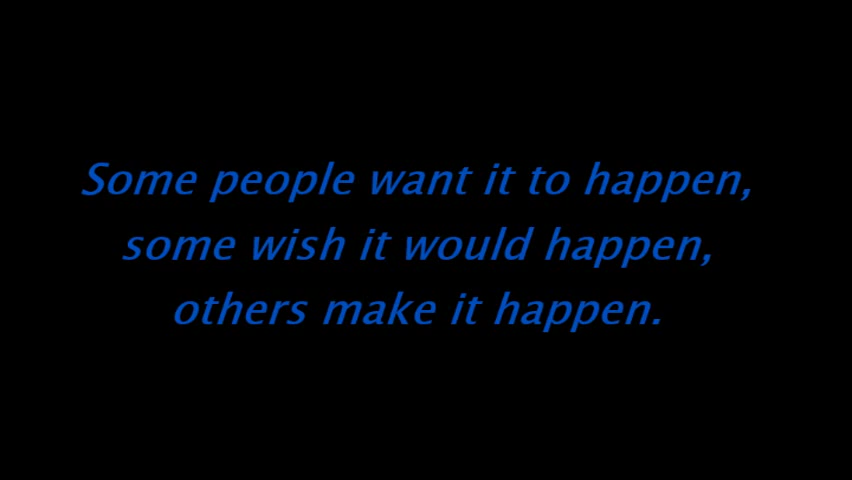 Some people want it to happen,
some wish it would happen,
others make it happen.